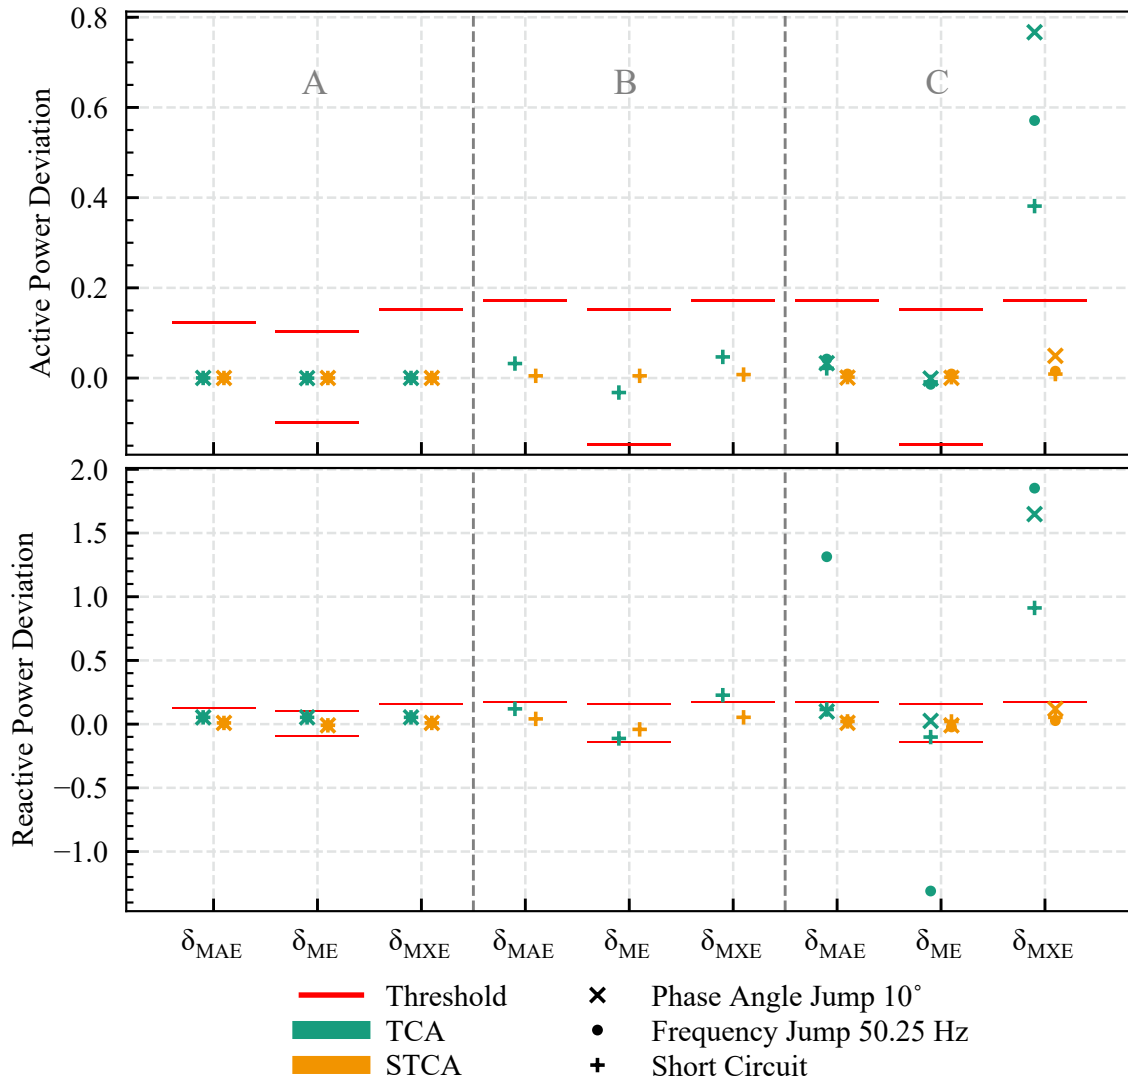 0.8
A
B
C
0.6
0.4
0.2
0.0
Active Power Deviation
2.0
1.5
1.0
0.5
0.0
−0.5
−1.0
Reactive Power Deviation
δMAE δME δMXE δMAE δME δMXE δMAE δME δMXE
Threshold
Phase Angle Jump 10°
TCA
Frequency Jump 50.25 Hz
STCA
Short Circuit